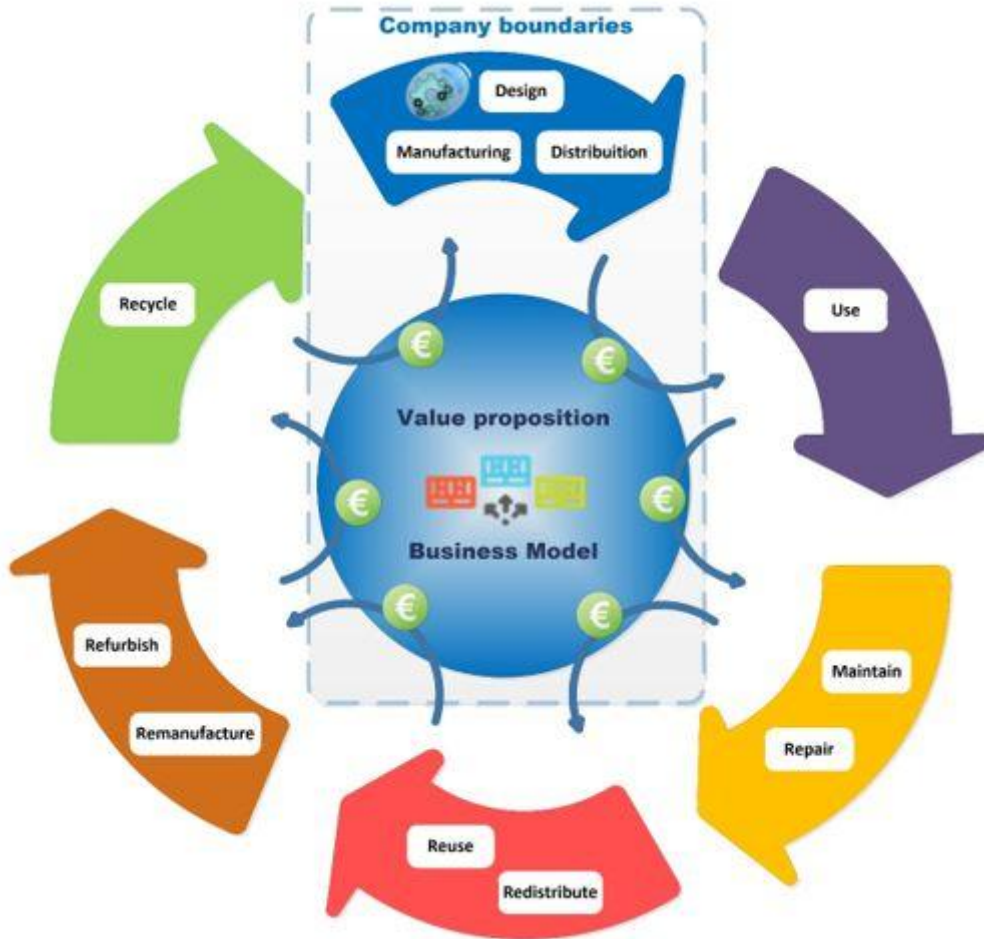 Company boundaries
Design
Manufacturing
Distribuition
Use
Recycle
€
€
Value proposition
€
€
Business Model
€
€
Refurbish
Remanufacture
Maintain
Repair
Reuse
Redistribute